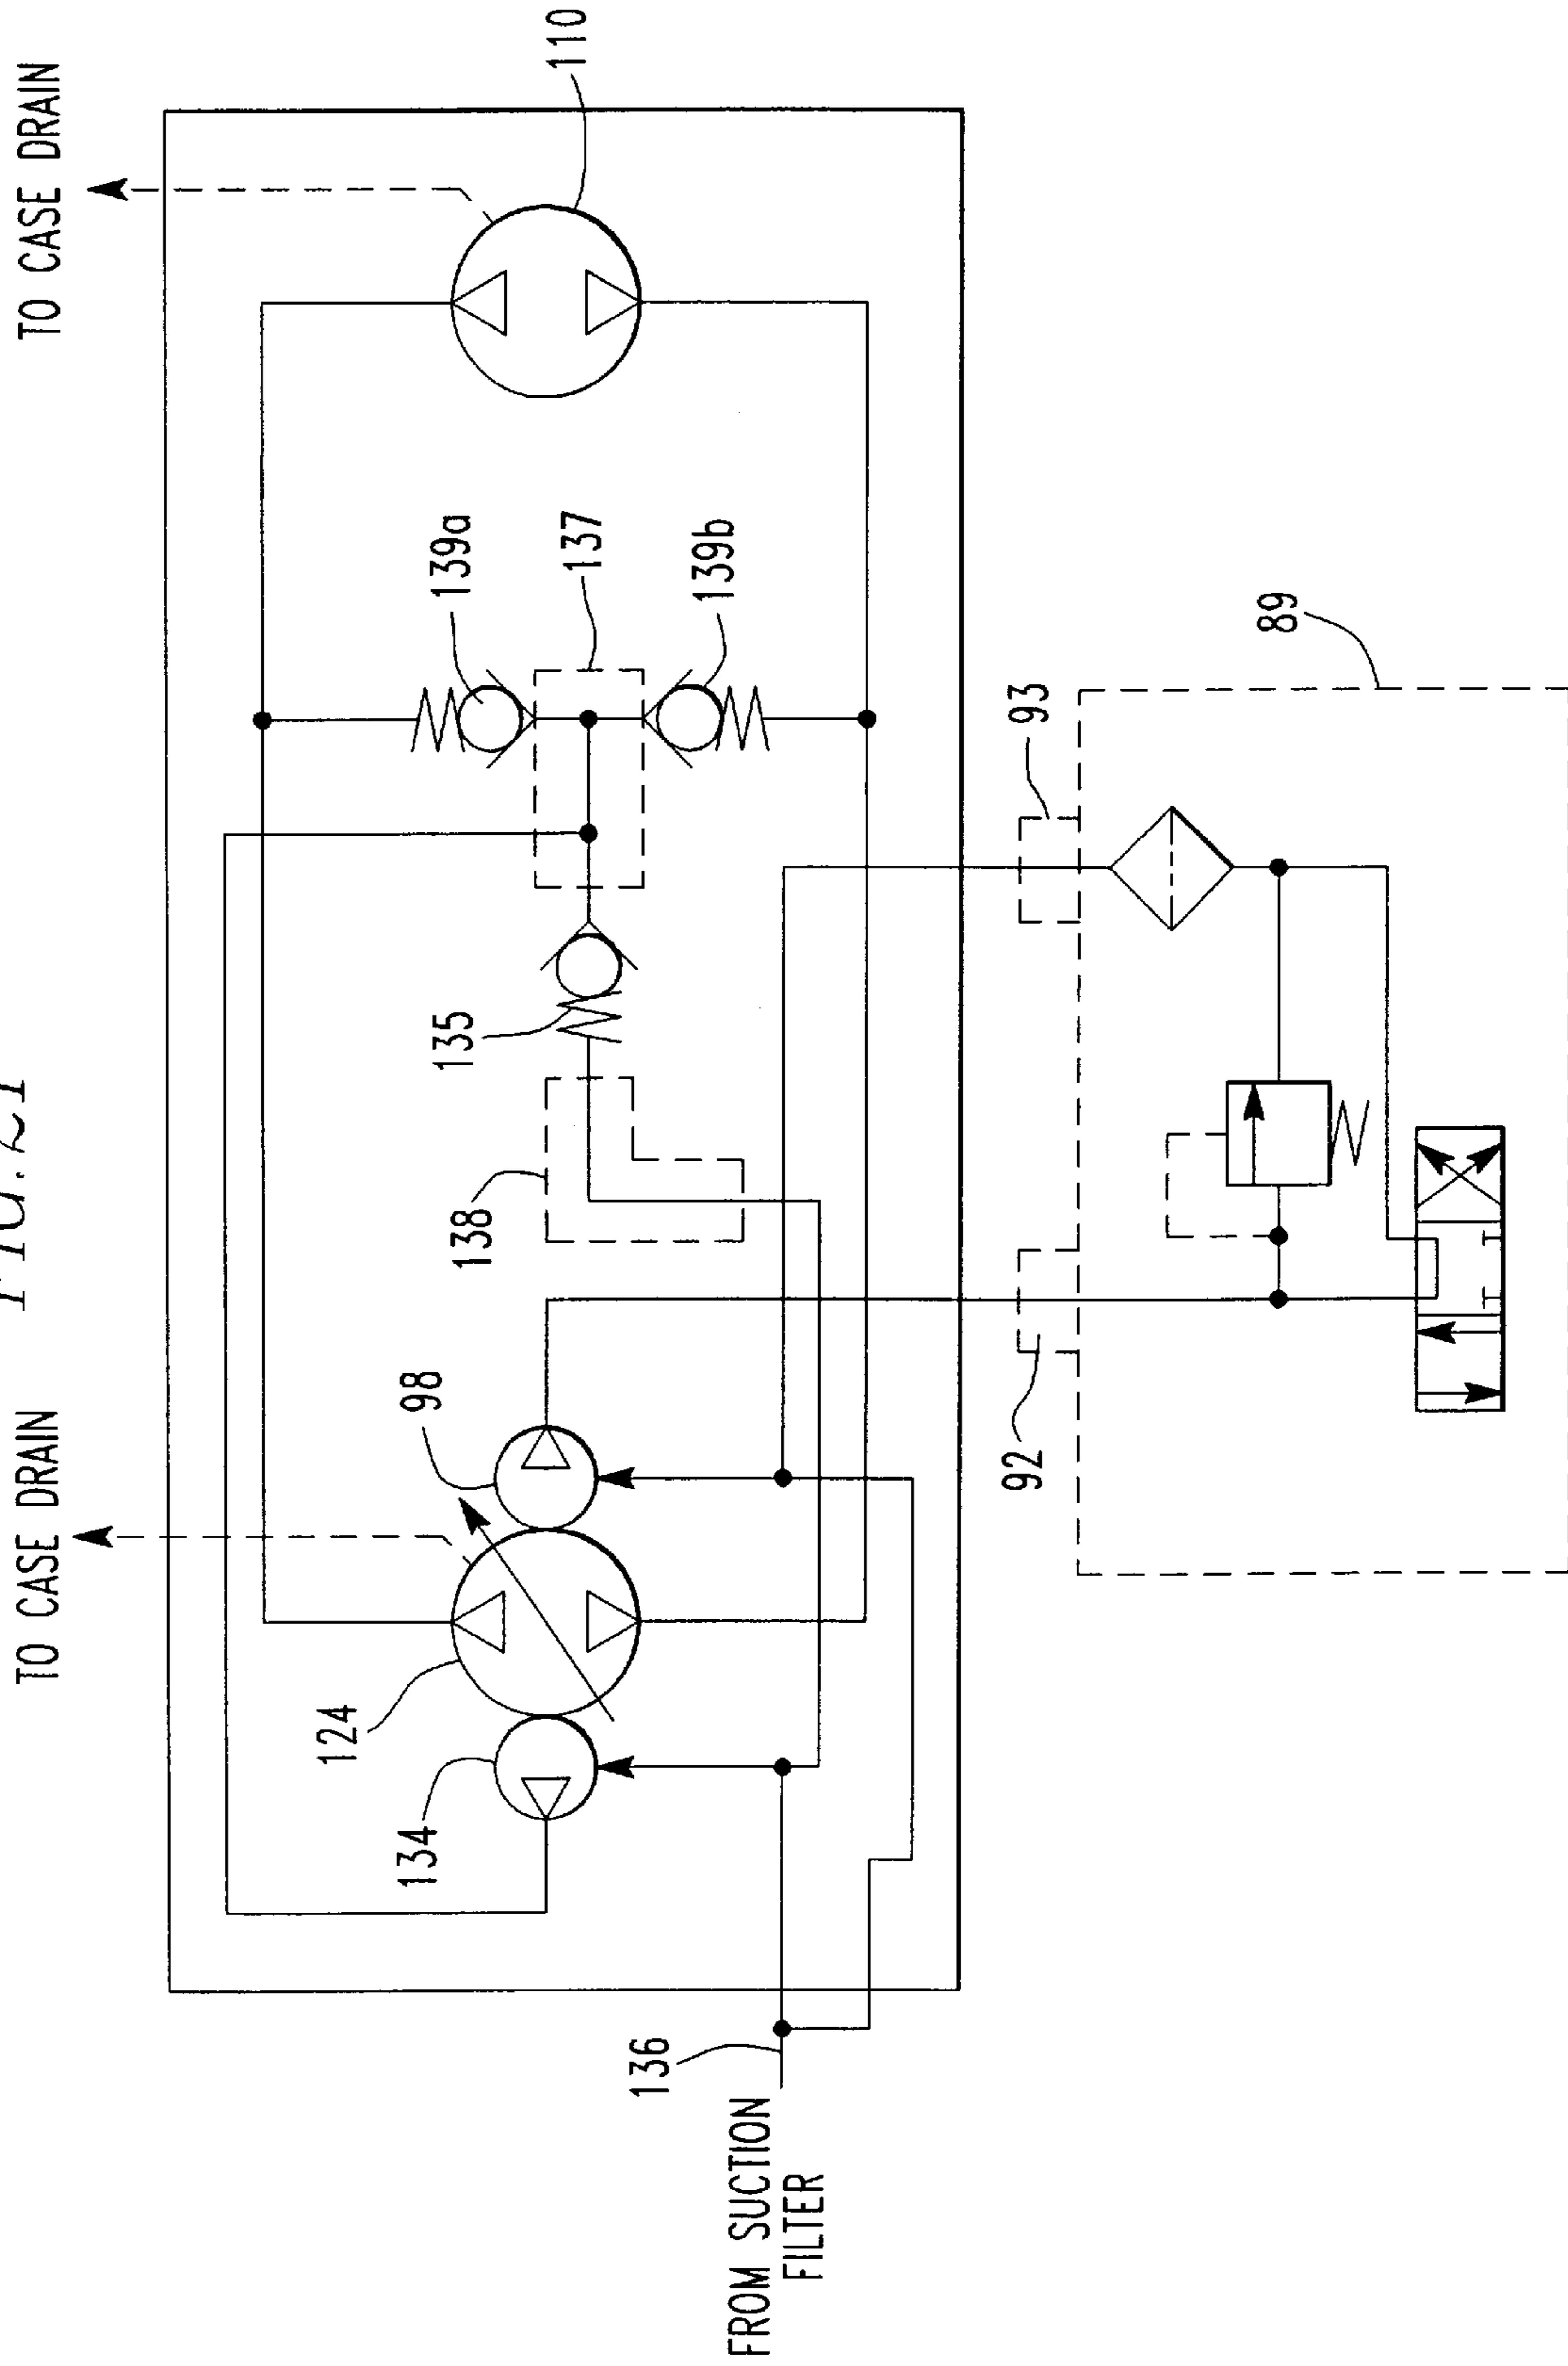 TO CASE DRAIN
TO CASE DRAIN
110
139a
137
139b
135
138
98
124
134
136
FROM SUCTION
FILTER
93
92
89